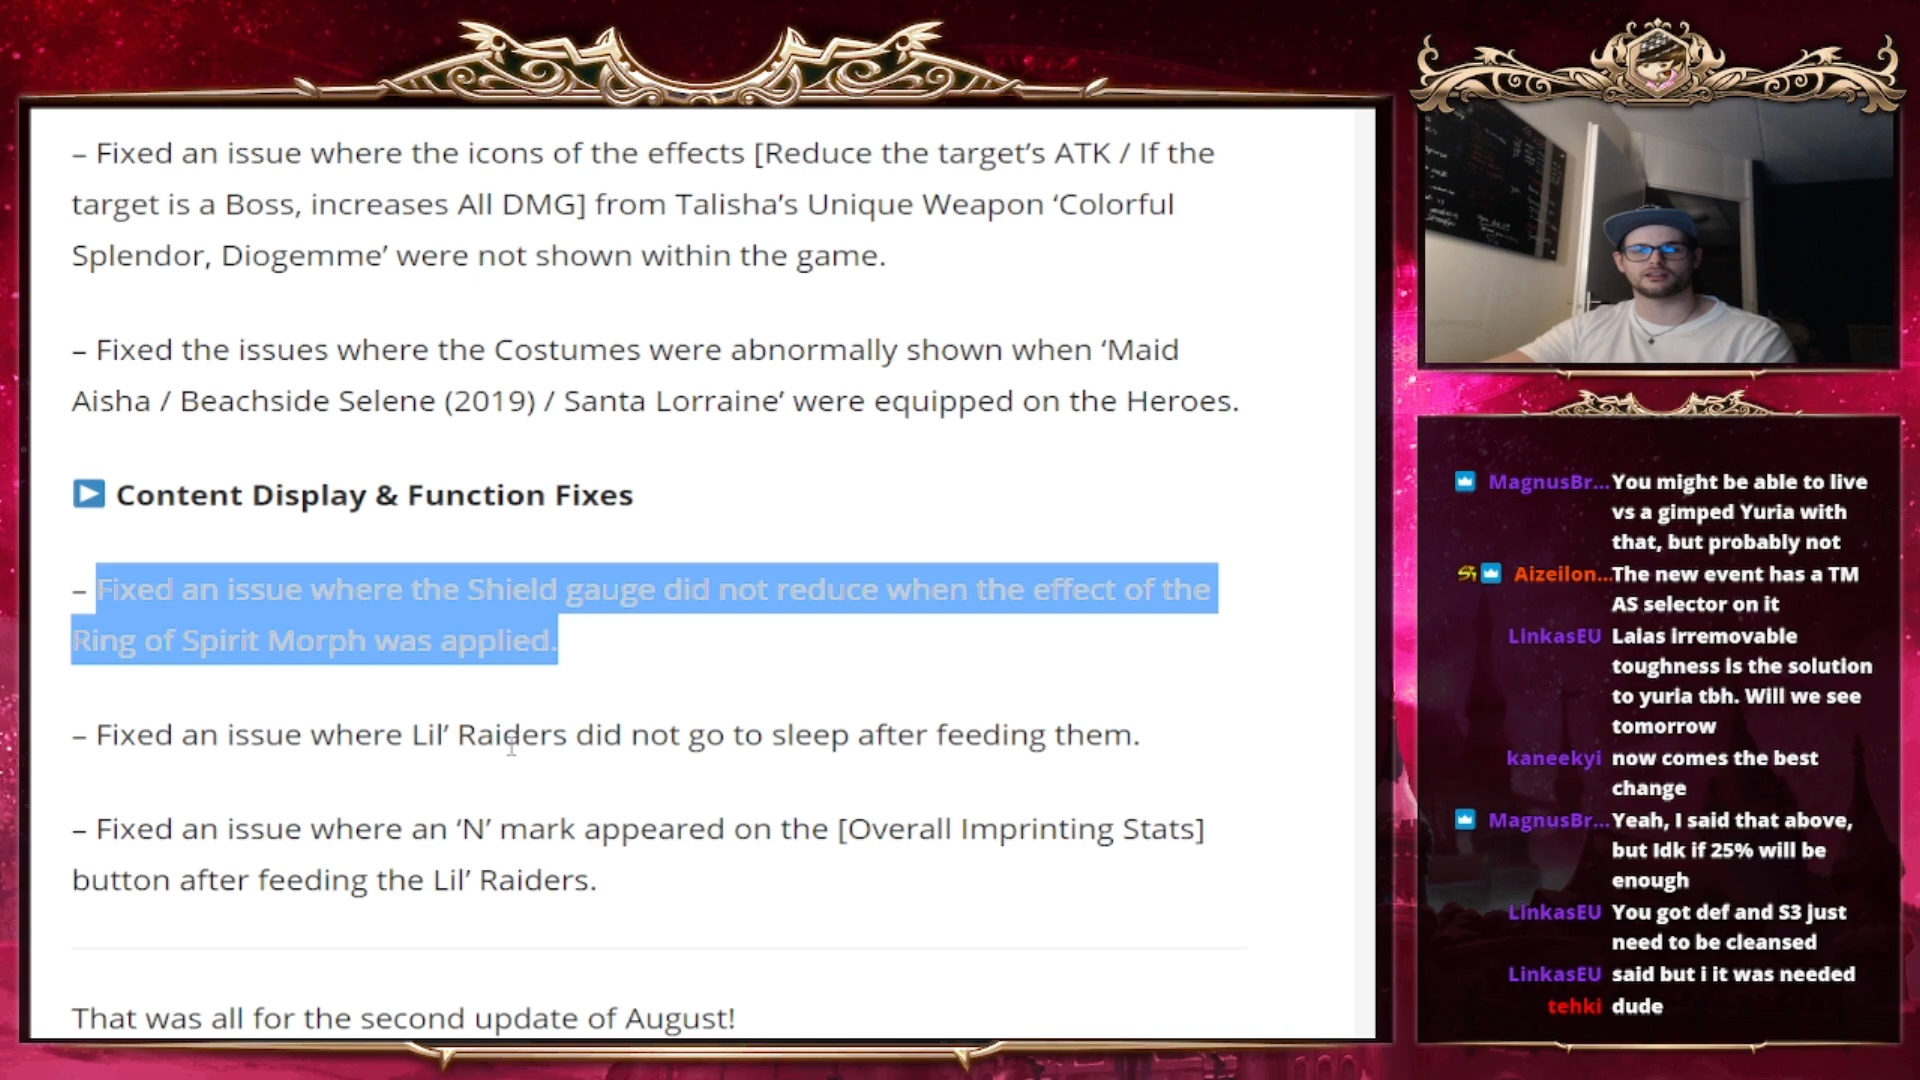 – Fixed an issue where the icons of the effects [Reduce the target’s ATK / If the
target is a Boss, increases All DMG] from Talisha’s Unique Weapon ‘Colorful
Splendor, Diogemme’ were not shown within the game.
– Fixed the issues where the Costumes were abnormally shown when ‘Maid
Aisha / Beachside Selene (2019) / Santa Lorraine’ were equipped on the Heroes.
Content Display & Function Fixes
– Fixed an issue where the Shield gauge did not reduce when the effect of the
Ring of Spirit Morph was applied.
– Fixed an issue where Lil’ Raiders did not go to sleep after feeding them.
– Fixed an issue where an ‘N’ mark appeared on the [Overall Imprinting Stats]
button after feeding the Lil’ Raiders.
That was all for the second update of August!
MagnusBr... You might be able to live
vs a gimped Yuria with
that, but probably not
Aizeilon... The new event has a TM
AS selector on it
LinkasEU Laias irremovable
toughness is the solution
to yuria tbh. Will we see
tomorrow
kaneekyi now comes the best
change
MagnusBr... Yeah, I said that above,
but Idk if 25% will be
enough
LinkasEU You got def and S3 just
need to be cleansed
LinkasEU said but i it was needed
tehki dude